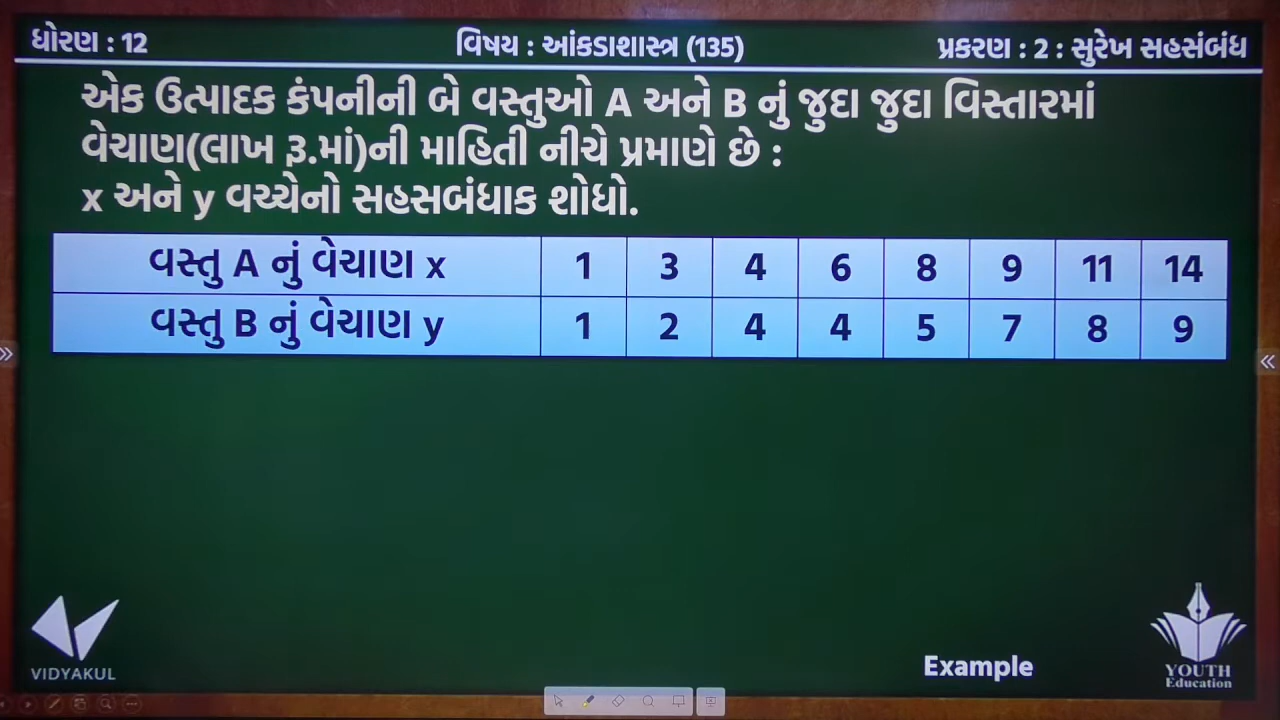 ધોરણ : 12
વિષય : આંકડાશાસ્ત્ર (135)
પ્રકરણ : 2 : સુરેખ સહસંબંધ
એક ઉત્પાદક કંપનીની બે વસ્તુઓ A અને B નું જુદા જુદા વિસ્તારમાં
વેચાણ(લાખ રૂ.માં)ની માહિતી નીચે પ્રમાણે છે :
x અને y વચ્ચેનો સહસબંધાક શોધો.
વસ્તુ A નું વેચાણ x 1 3 4 6 8 9 11 14
વસ્તુ B નું વેચાણ y 1 2 4 4 5 7 8 9
VIDYAKUL
Example
YOUTH
Education